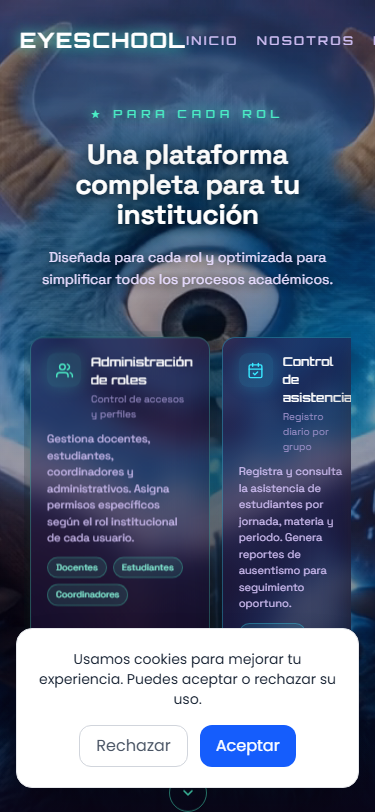 EYESCHOOL INICIO NOSOTROS
★ PARA CADA ROL
Una plataforma
completa para tu
institución
Diseñada para cada rol y optimizada para
simplificar todos los procesos académicos.
Administración
de roles
Control de accesos
y perfiles
Gestiona docentes,
estudiantes,
coordinadores y
administrativos. Asigna
permisos específicos
según el rol institucional
de cada usuario.
Docentes Estudiantes
Coordinadores
Control
de
asistencia
Registro
diario por
grupo
Registra y consulta
la asistencia de
estudiantes por
jornada, materia y
periodo. Genera
reportes de
ausentismo para
seguimiento
oportuno.
Usamos cookies para mejorar tu
experiencia. Puedes aceptar o rechazar su
uso.
Rechazar Aceptar